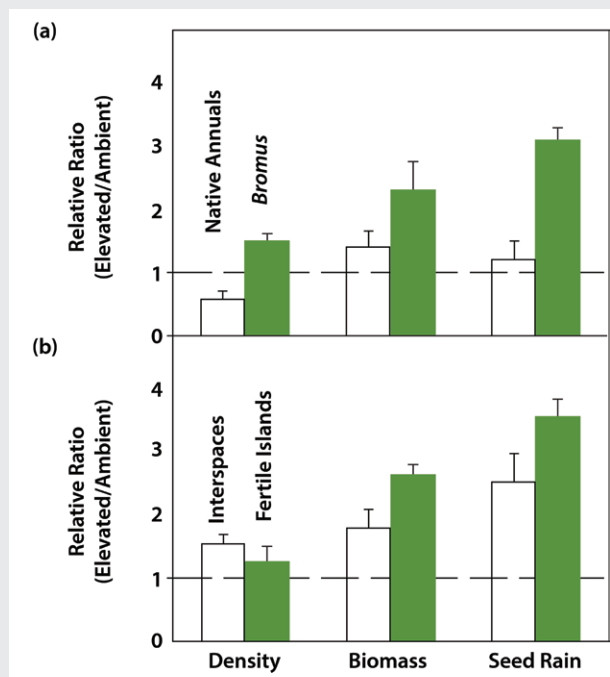 (a)
Relative Ratio
(Elevated/Ambient)
4
3
2
1
0
Native Annuals
Bromus
(b)
Relative Ratio
(Elevated/Ambient)
4
3
2
1
0
Interspaces
Fertile Islands
Density Biomass Seed Rain